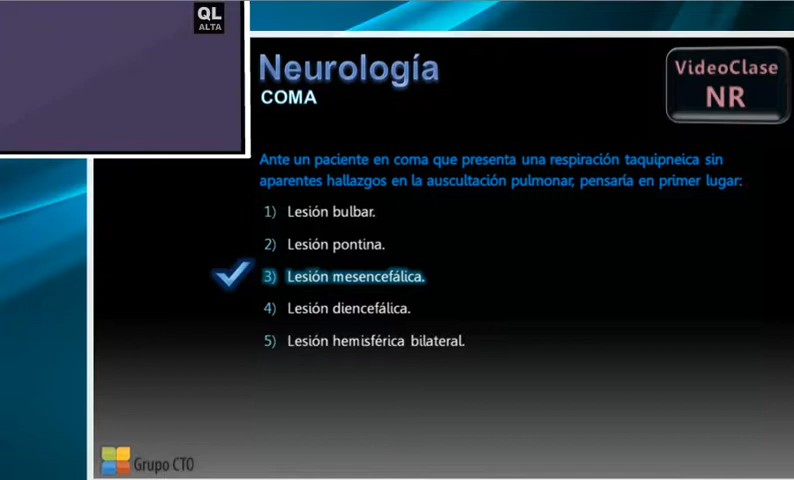 QL
ALTA
Neurología
COMA
VideoClase
NR
Ante un paciente en coma que presenta una respiración taquipneica sin
aparentes hallazgos en la auscultación pulmonar, pensaría en primer lugar:
1) Lesión bulbar.
2) Lesión pontina.
3) Lesión mesencefálica.
4) Lesión diencefálica.
5) Lesión hemisférica bilateral.
Grupo CTO